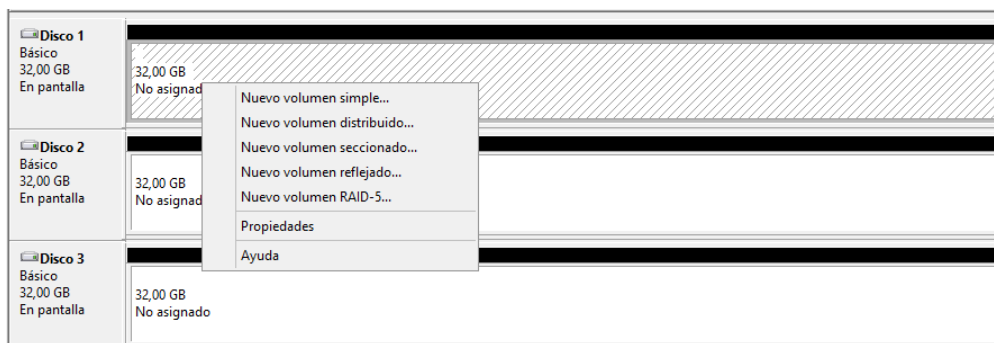 Disco 1
Básico
32,00 GB
En pantalla
32,00 GB
No asignad
Nuevo volumen simple...
Nuevo volumen distribuido...
Nuevo volumen seccionado...
Nuevo volumen reflejado...
Nuevo volumen RAID-5...
Propiedades
Ayuda
Disco 2
Básico
32,00 GB
En pantalla
32,00 GB
No asignad
Disco 3
Básico
32,00 GB
En pantalla
32,00 GB
No asignado